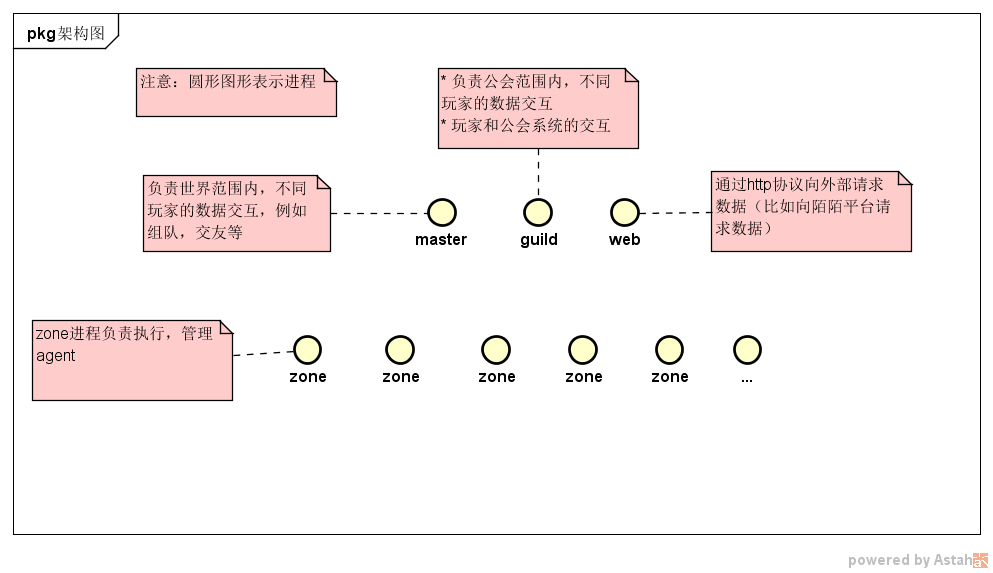 pkg架构图
注意：圆形图形表示进程
* 负责公会范围内，不同
玩家的数据交互
* 玩家和公会系统的交互
负责世界范围内，不同
玩家的数据交互，例如
组队，交友等
通过http协议向外部请求
数据（比如向陌陌平台请
求数据）
master
guild
web
zone进程负责执行，管理
agent
zone
zone
zone
zone
zone
...
powered by Astah